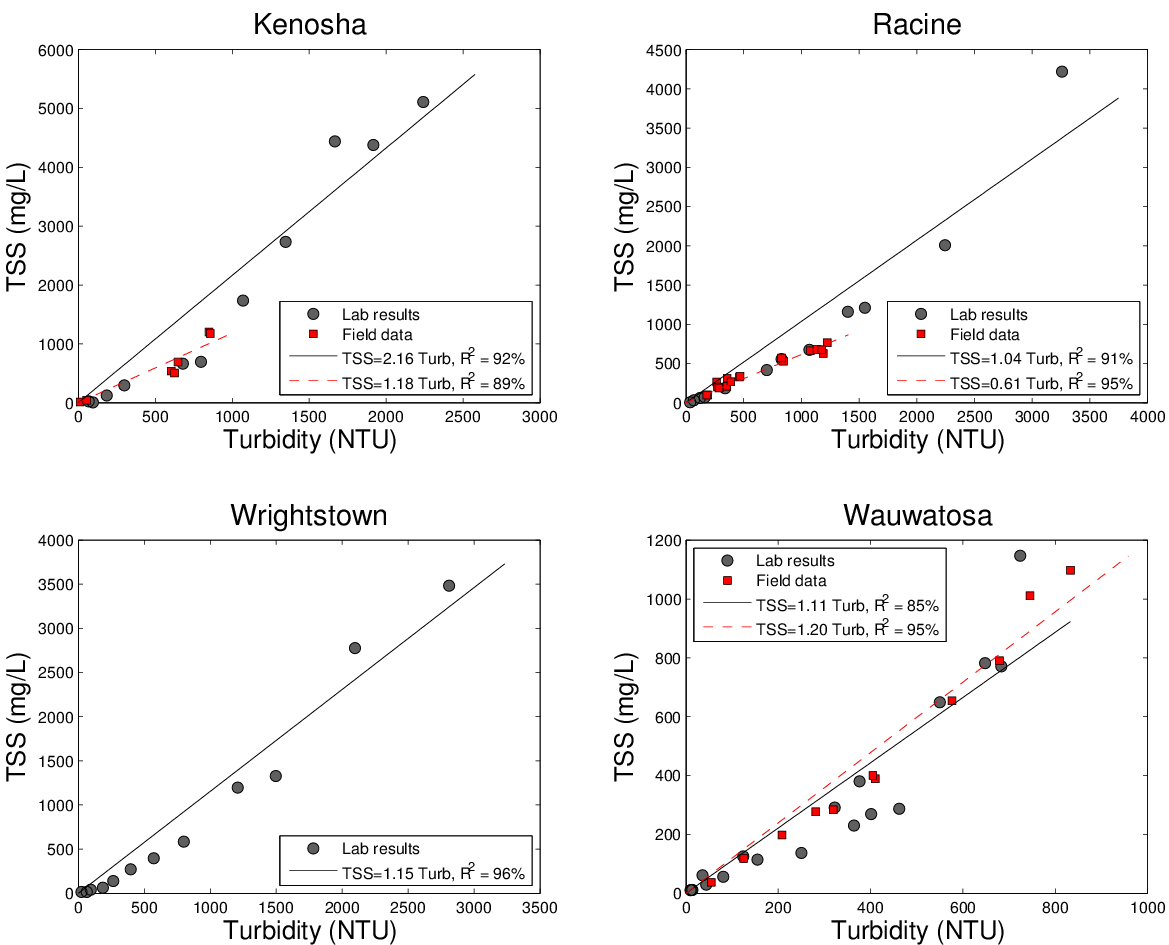 Kenosha
TSS (mg/L)
6000
5000
4000
3000
2000
1000
0
Lab results
Field data
TSS=2.16 Turb, R² = 92%
TSS=1.18 Turb, R² = 89%
0 500 1000 1500 2000 2500 3000
Turbidity (NTU)
Racine
TSS (mg/L)
4500
4000
3500
3000
2500
2000
1500
1000
500
0
Lab results
Field data
TSS=1.04 Turb, R² = 91%
TSS=0.61 Turb, R² = 95%
0 500 1000 1500 2000 2500 3000 3500 4000
Turbidity (NTU)
Wrightstown
TSS (mg/L)
4000
3500
3000
2500
2000
1500
1000
500
0
Lab results
TSS=1.15 Turb, R² = 96%
0 500 1000 1500 2000 2500 3000 3500
Turbidity (NTU)
Wauwatosa
TSS (mg/L)
1200
1000
800
600
400
200
0
Lab results
Field data
TSS=1.11 Turb, R² = 85%
TSS=1.20 Turb, R² = 95%
0 200 400 600 800 1000
Turbidity (NTU)